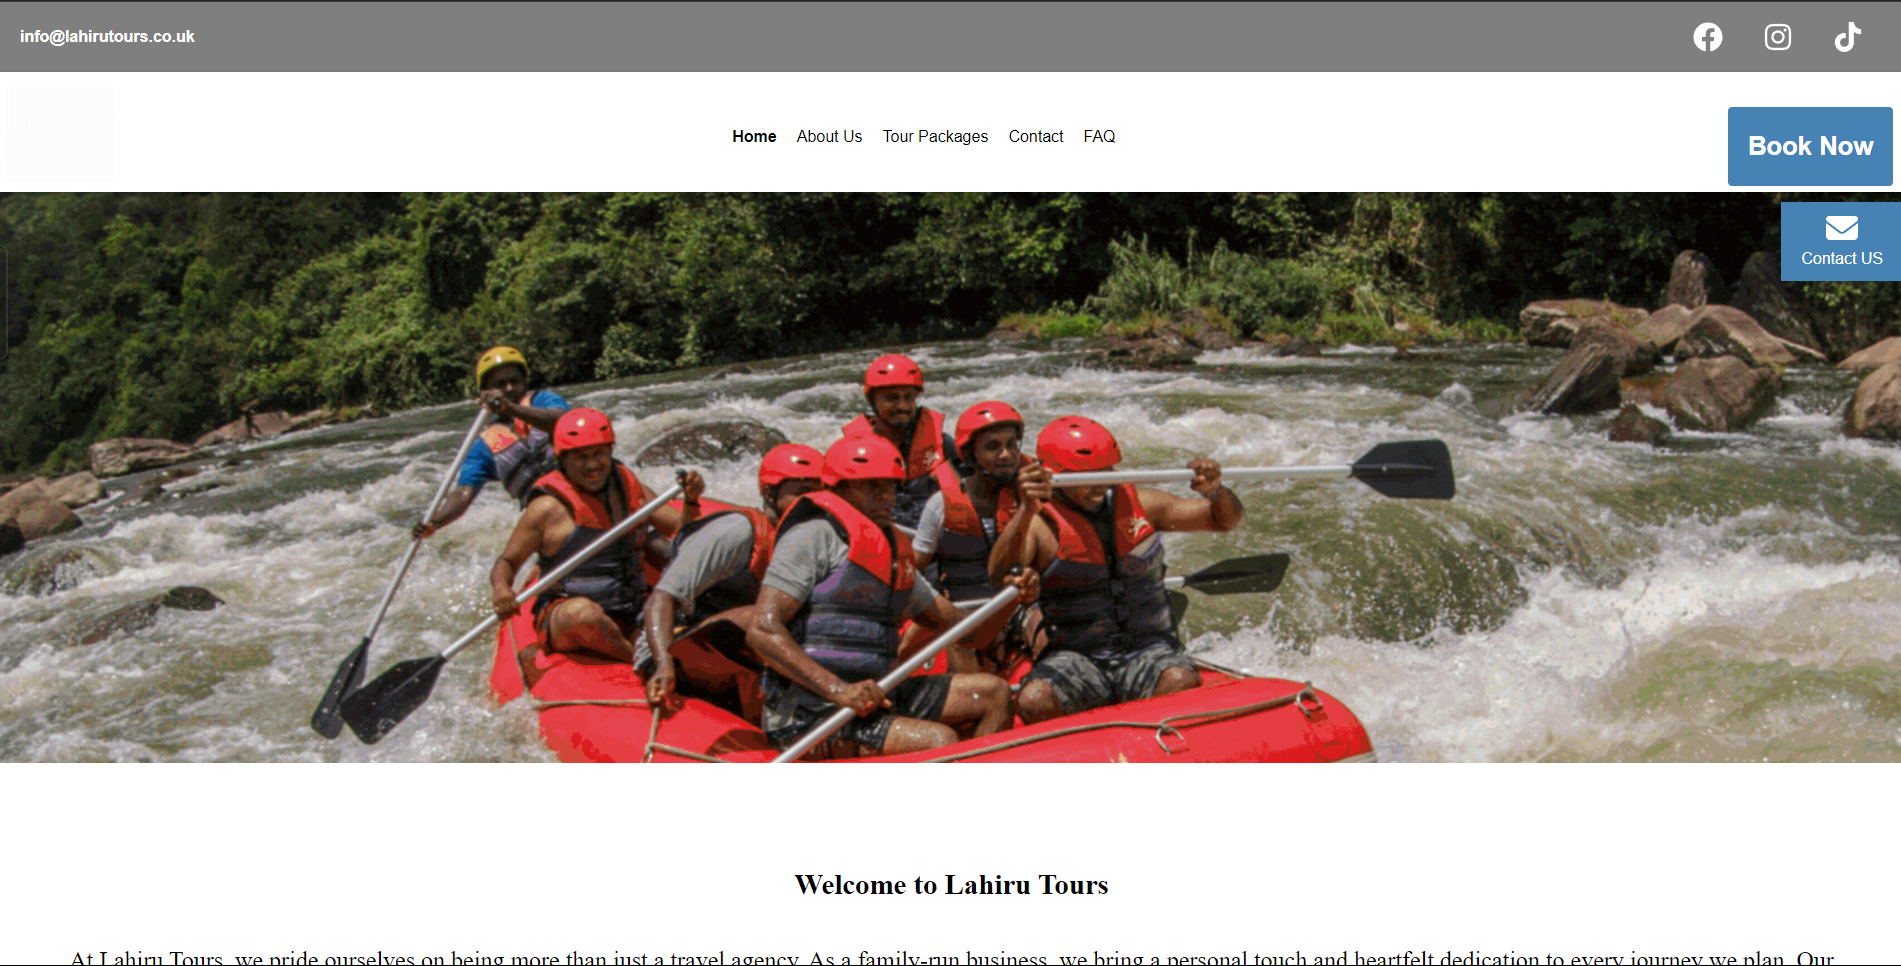 info@lahirutours.co.uk
Home About Us Tour Packages Contact FAQ
Book Now
Contact US
Welcome to Lahiru Tours
At Lahiru Tours, we pride ourselves on being more than just a travel agency. As a family-run business, we bring a personal touch and heartfelt dedication to every journey we plan. Our